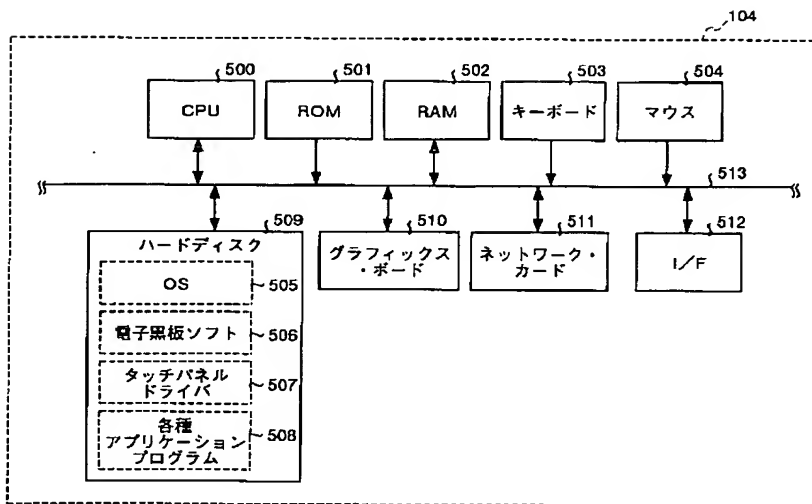 104
500
501
502
503
504
CPU
ROM
RAM
キーボード
マウス
513
509
510
511
512
ハードディスク
グラフィックス
・ボード
ネットワーク・
カード
I/F
OS
505
電子黒板ソフト
506
タッチパネル
ドライバ
507
各種
アプリケーション
プログラム
508